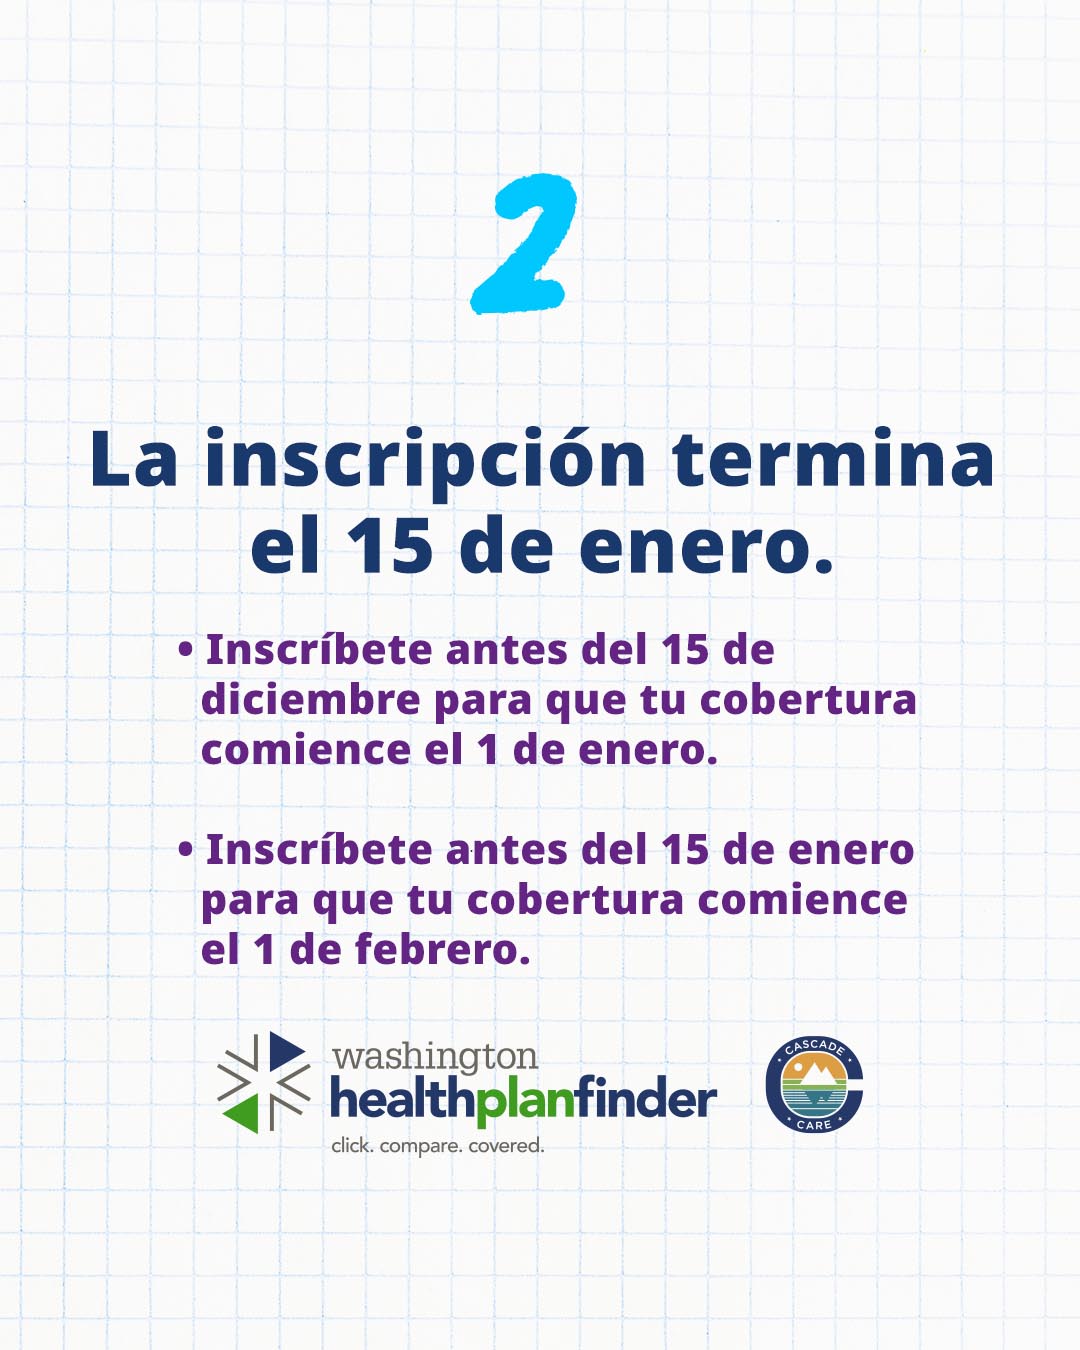 2
La inscripción termina
el 15 de enero.
• Inscríbete antes del 15 de
diciembre para que tu cobertura
comience el 1 de enero.
• Inscríbete antes del 15 de enero
para que tu cobertura comience
el 1 de febrero.
washington
healthplanfinder
click. compare. covered.
CASCADE
CARE